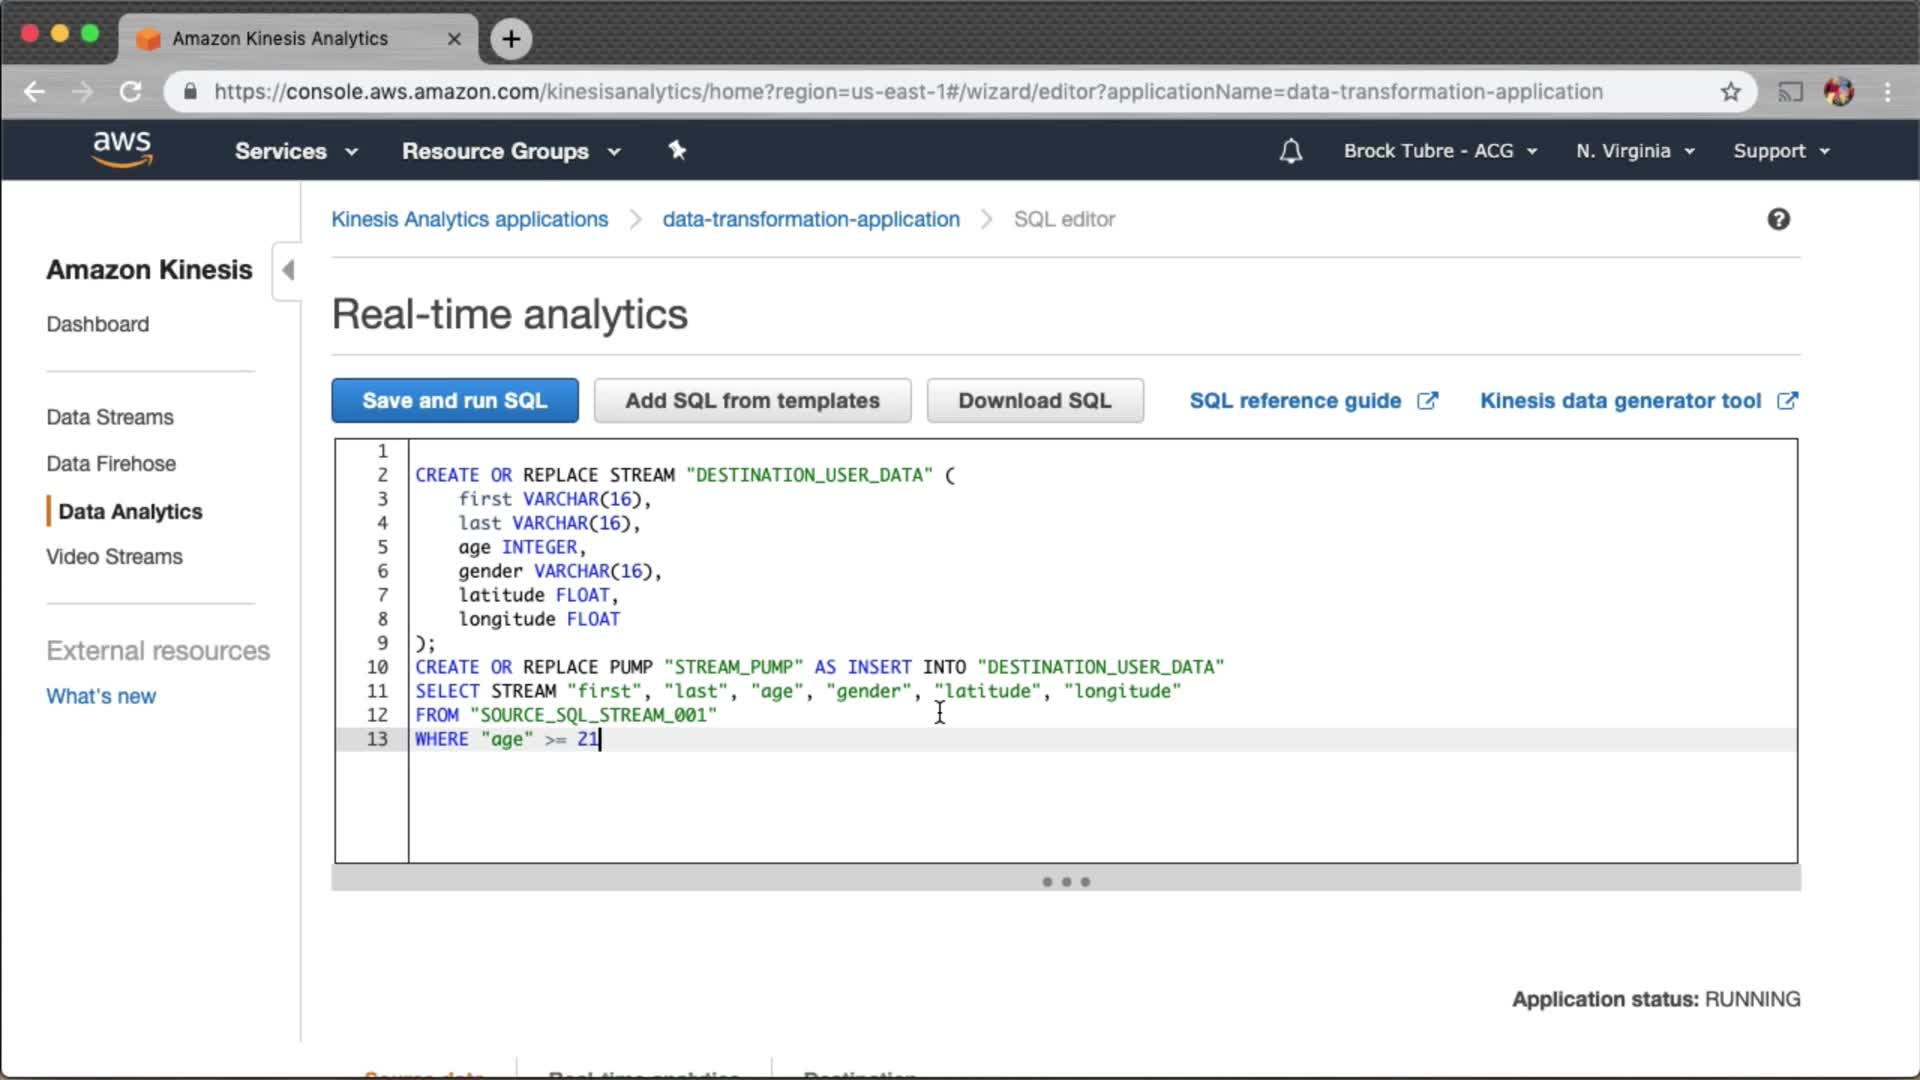 Amazon Kinesis Analytics
https://console.aws.amazon.com/kinesisanalytics/home?region=us-east-1#/wizard/editor?applicationName=data-transformation-application
aws Services Resource Groups Brock Tubre - ACG N. Virginia Support
Kinesis Analytics applications data-transformation-application SQL editor
Amazon Kinesis
Dashboard
Data Streams
Data Firehose
Data Analytics
Video Streams
External resources
What's new
Real-time analytics
Save and run SQL Add SQL from templates Download SQL SQL reference guide Kinesis data generator tool
1
2 CREATE OR REPLACE STREAM "DESTINATION_USER_DATA" (
3 first VARCHAR(16),
4 last VARCHAR(16),
5 age INTEGER,
6 gender VARCHAR(16),
7 latitude FLOAT,
8 longitude FLOAT
9 );
10 CREATE OR REPLACE PUMP "STREAM_PUMP" AS INSERT INTO "DESTINATION_USER_DATA"
11 SELECT STREAM "first", "last", "age", "gender", "latitude", "longitude"
12 FROM "SOURCE_SQL_STREAM_001"
13 WHERE "age" >= 21
Application status: RUNNING
Source data Real-time analytics Destination